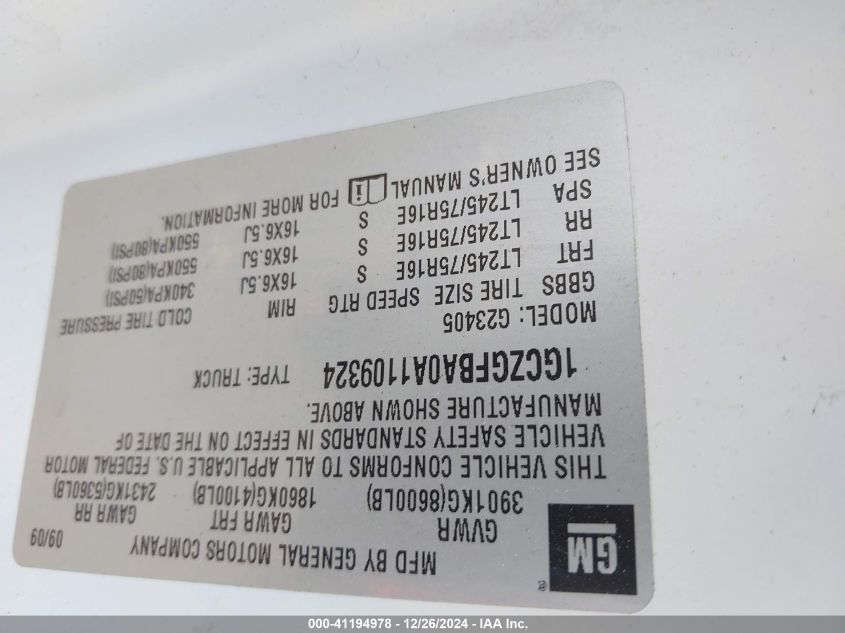 GM ®
MFD BY GENERAL MOTORS COMPANY 09/09
GVWR GAWR FRT GAWR RR
3901KG(8600LB) 1860KG(4100LB) 2431KG(5360LB)
THIS VEHICLE CONFORMS TO ALL APPLICABLE U.S. FEDERAL MOTOR
VEHICLE SAFETY STANDARDS IN EFFECT ON THE DATE OF
MANUFACTURE SHOWN ABOVE.
1GCZGFBA0A1109324 TYPE: TRUCK
MODEL: G23405
GBBS TIRE SIZE SPEED RTG RIM COLD TIRE PRESSURE
FRT LT245/75R16E S 16X6.5J 340KPA(50PSI)
RR LT245/75R16E S 16X6.5J 550KPA(80PSI)
SPA LT245/75R16E S 16X6.5J 550KPA(80PSI)
SEE OWNER'S MANUAL i FOR MORE INFORMATION.
000-41194978 - 12/26/2024 - IAA Inc.